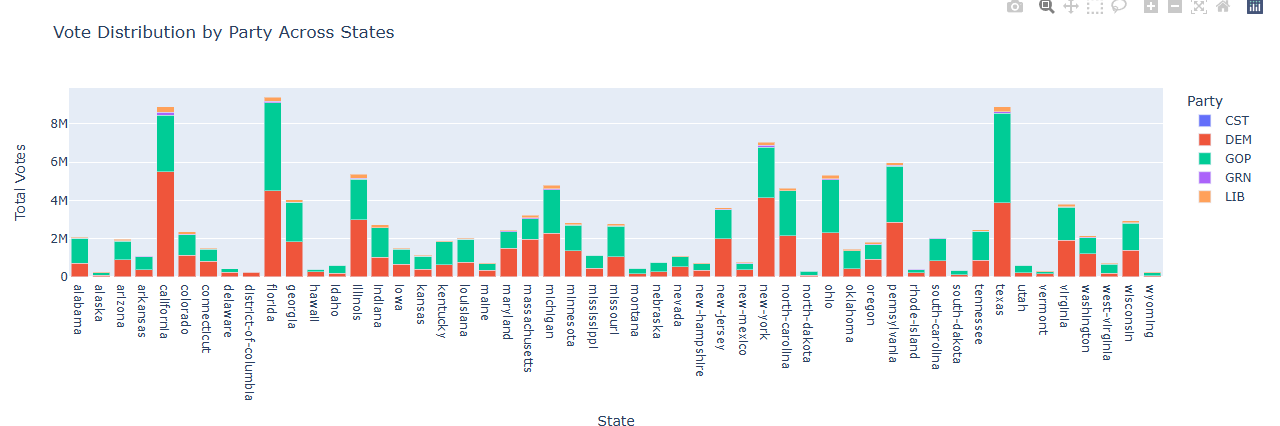 Vote Distribution by Party Across States
Party
CST
DEM
GOP
GRN
LIB
Total Votes
8M
6M
4M
2M
0
alabama
alaska
arizona
arkansas
california
colorado
connecticut
delaware
district-of-columbia
florida
georgia
hawaii
idaho
illinois
indiana
iowa
kansas
kentucky
louisiana
maine
maryland
massachusetts
michigan
minnesota
mississippi
missouri
montana
nebraska
nevada
new-hampshire
new-jersey
new-mexico
new-york
north-carolina
north-dakota
ohio
oklahoma
oregon
pennsylvania
rhode-island
south-carolina
south-dakota
tennessee
texas
utah
vermont
virginia
washington
west-virginia
wisconsin
wyoming
State